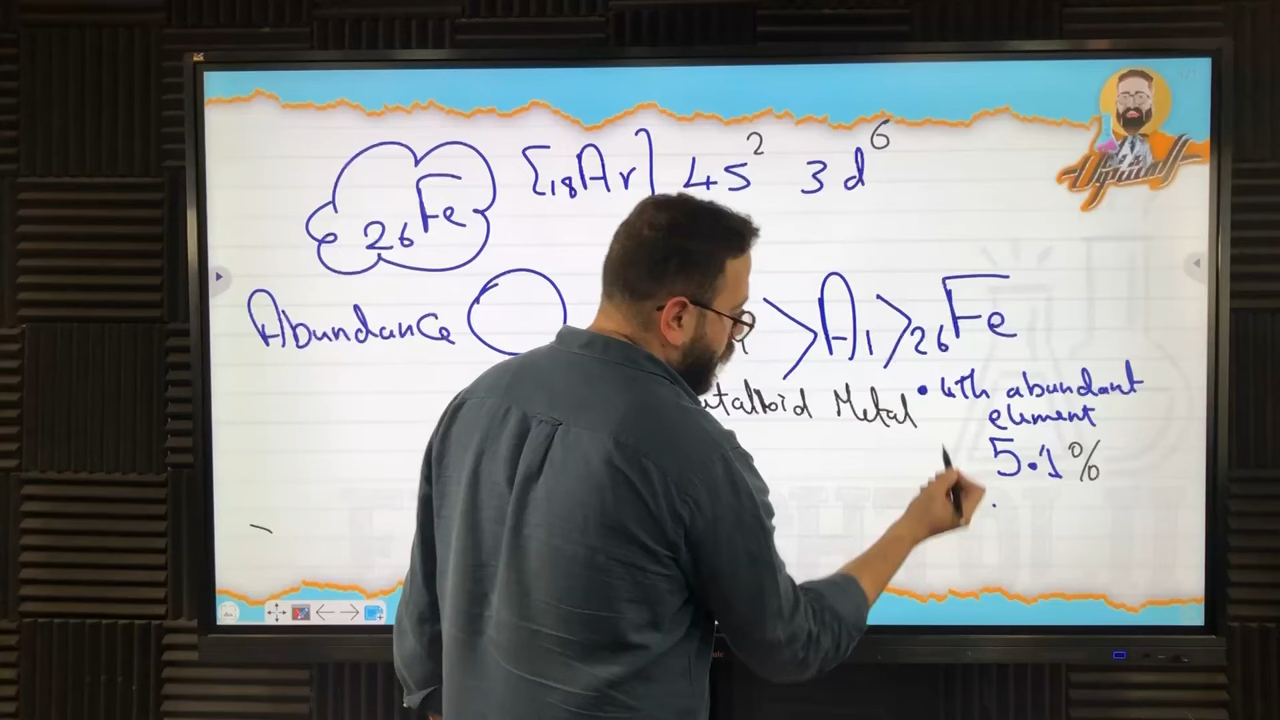 26Fe [18Ar] 4s² 3d⁶
Abundance O > Al > 26Fe
Metal • 4th abundant
element
5.1%